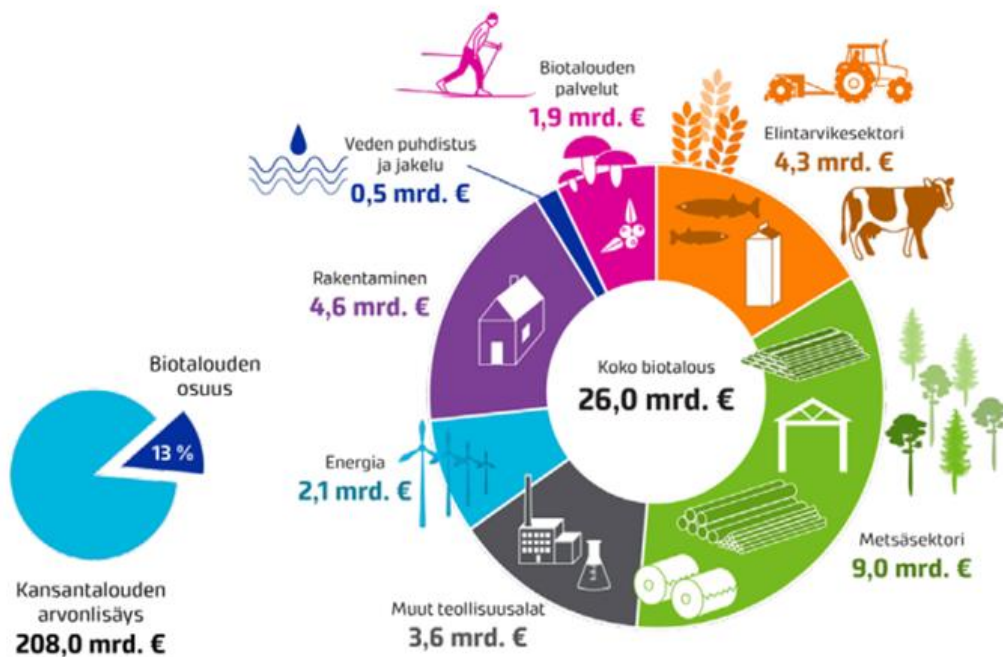 Biotalouden
palvelut
1,9 mrd. €
Elintarvikesektori
4,3 mrd. €
Veden puhdistus
ja jakelu
0,5 mrd. €
Rakentaminen
4,6 mrd. €
Koko biotalous
26,0 mrd. €
Biotalouden
osuus
13 %
Energia
2,1 mrd. €
Metsäsektori
9,0 mrd. €
Muut teollisuusalat
3,6 mrd. €
Kansantalouden
arvonlisäys
208,0 mrd. €